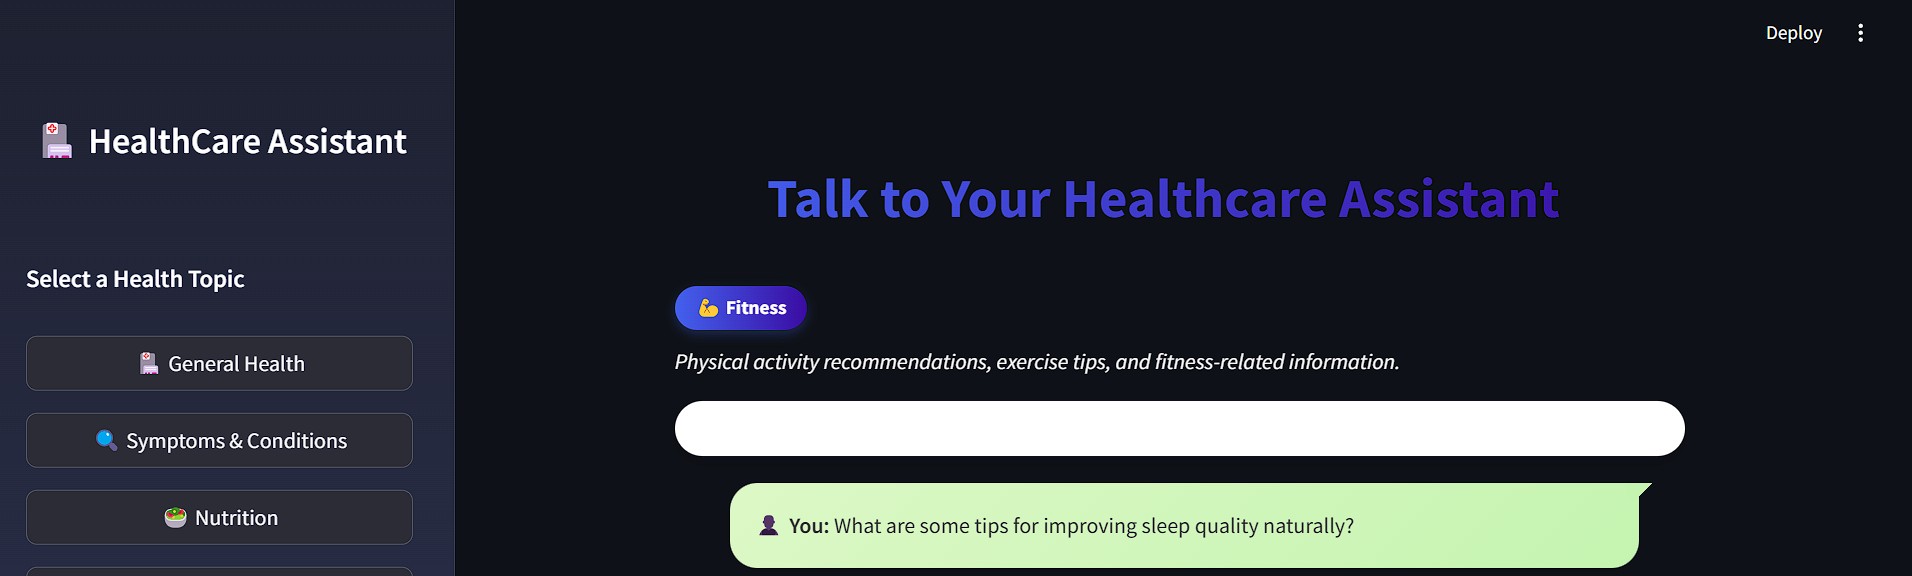 Deploy
HealthCare Assistant
Talk to Your Healthcare Assistant
Select a Health Topic
Fitness
General Health
Physical activity recommendations, exercise tips, and fitness-related information.
Symptoms & Conditions
Nutrition
You: What are some tips for improving sleep quality naturally?